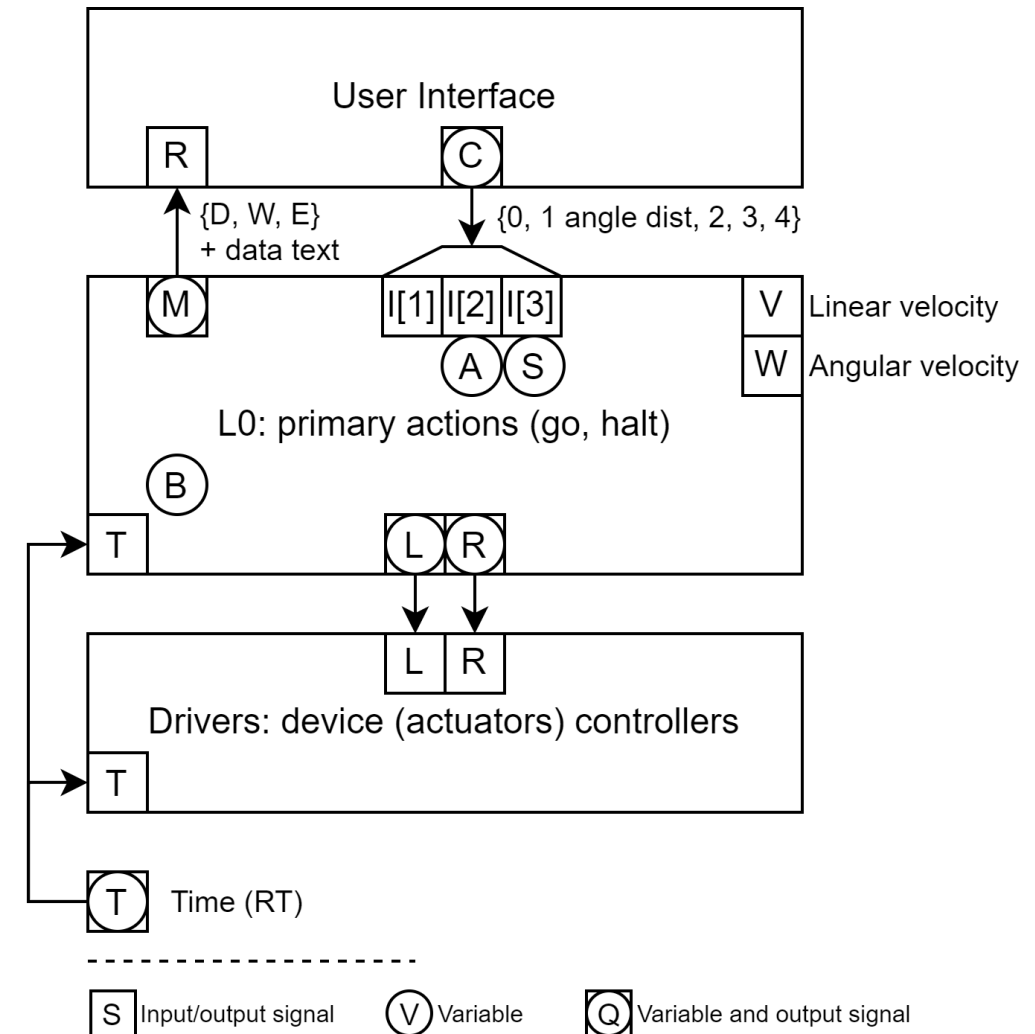 User Interface
R
C
{D, W, E}
+ data text
{0, 1 angle dist, 2, 3, 4}
M
I[1]
I[2]
I[3]
V
Linear velocity
A
S
W
Angular velocity
L0: primary actions (go, halt)
B
T
L
R
L
R
Drivers: device (actuators) controllers
T
T
Time (RT)
S
Input/output signal
V
Variable
Q
Variable and output signal